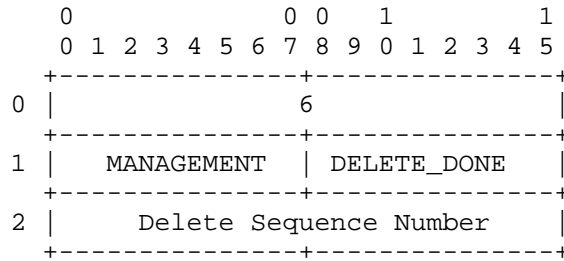 0 0 0 1 1
0 1 2 3 4 5 6 7 8 9 0 1 2 3 4 5
+---------------+---------------+
0 | 6 |
+---------------+---------------+
1 | MANAGEMENT | DELETE_DONE |
+---------------+---------------+
2 | Delete Sequence Number |
+---------------+---------------+